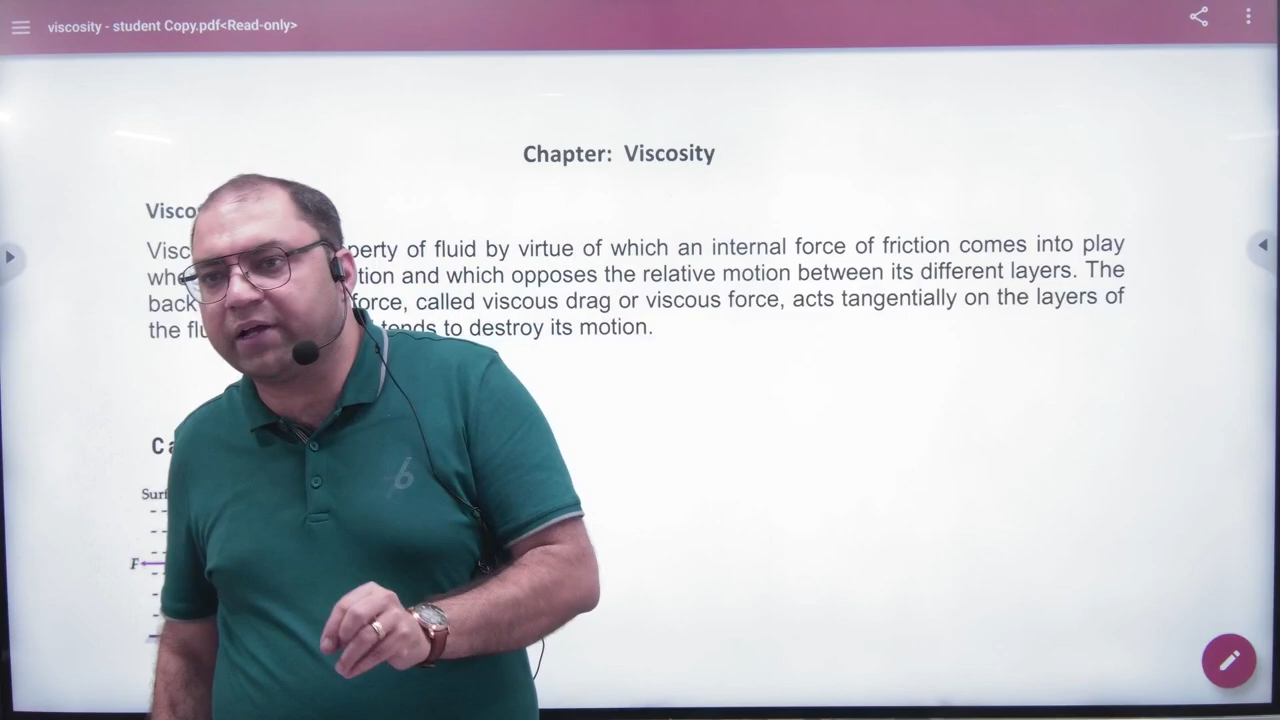 viscosity - student Copy.pdf<Read-only>
Chapter: Viscosity
Visco
Visc perty of fluid by virtue of which an internal force of friction comes into play
whe tion and which opposes the relative motion between its different layers. The
back force, called viscous drag or viscous force, acts tangentially on the layers of
the flu tends to destroy its motion.
Ca
Surf
F
6